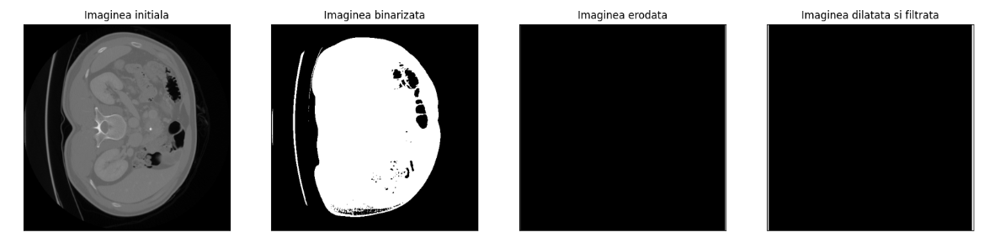 Imaginea initiala
Imaginea binarizata
Imaginea erodata
Imaginea dilatata si filtrata